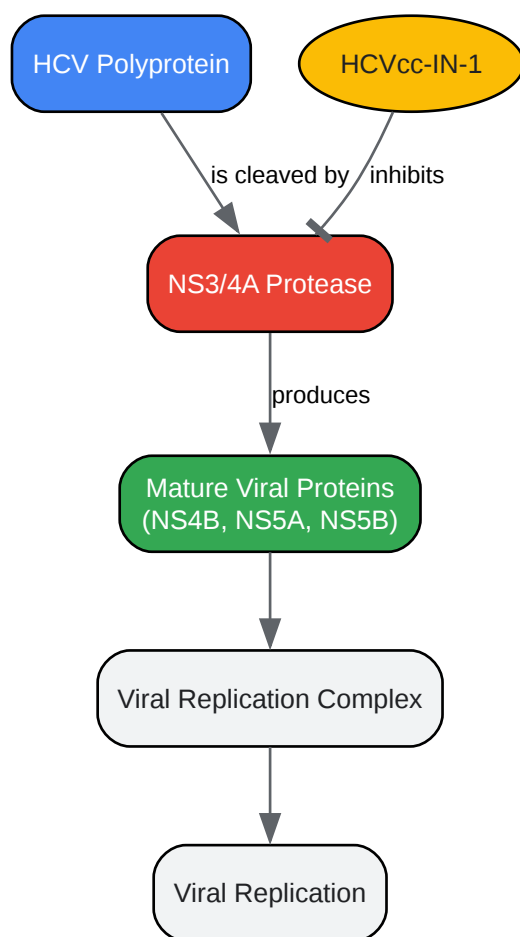 HCV Polyprotein
HCVcc-IN-1
is cleaved by
inhibits
NS3/4A Protease
produces
Mature Viral Proteins
(NS4B, NS5A, NS5B)
Viral Replication Complex
Viral Replication